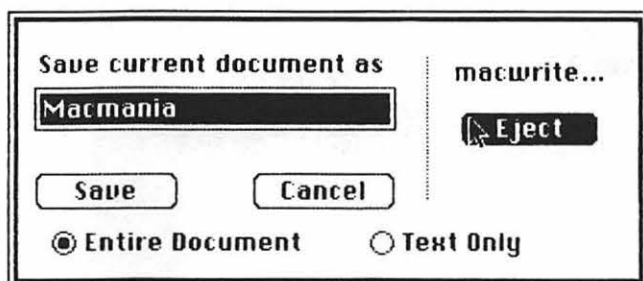 Save current document as
Macmania
Save
Cancel
Entire Document
Text Only
macwrite...
Eject